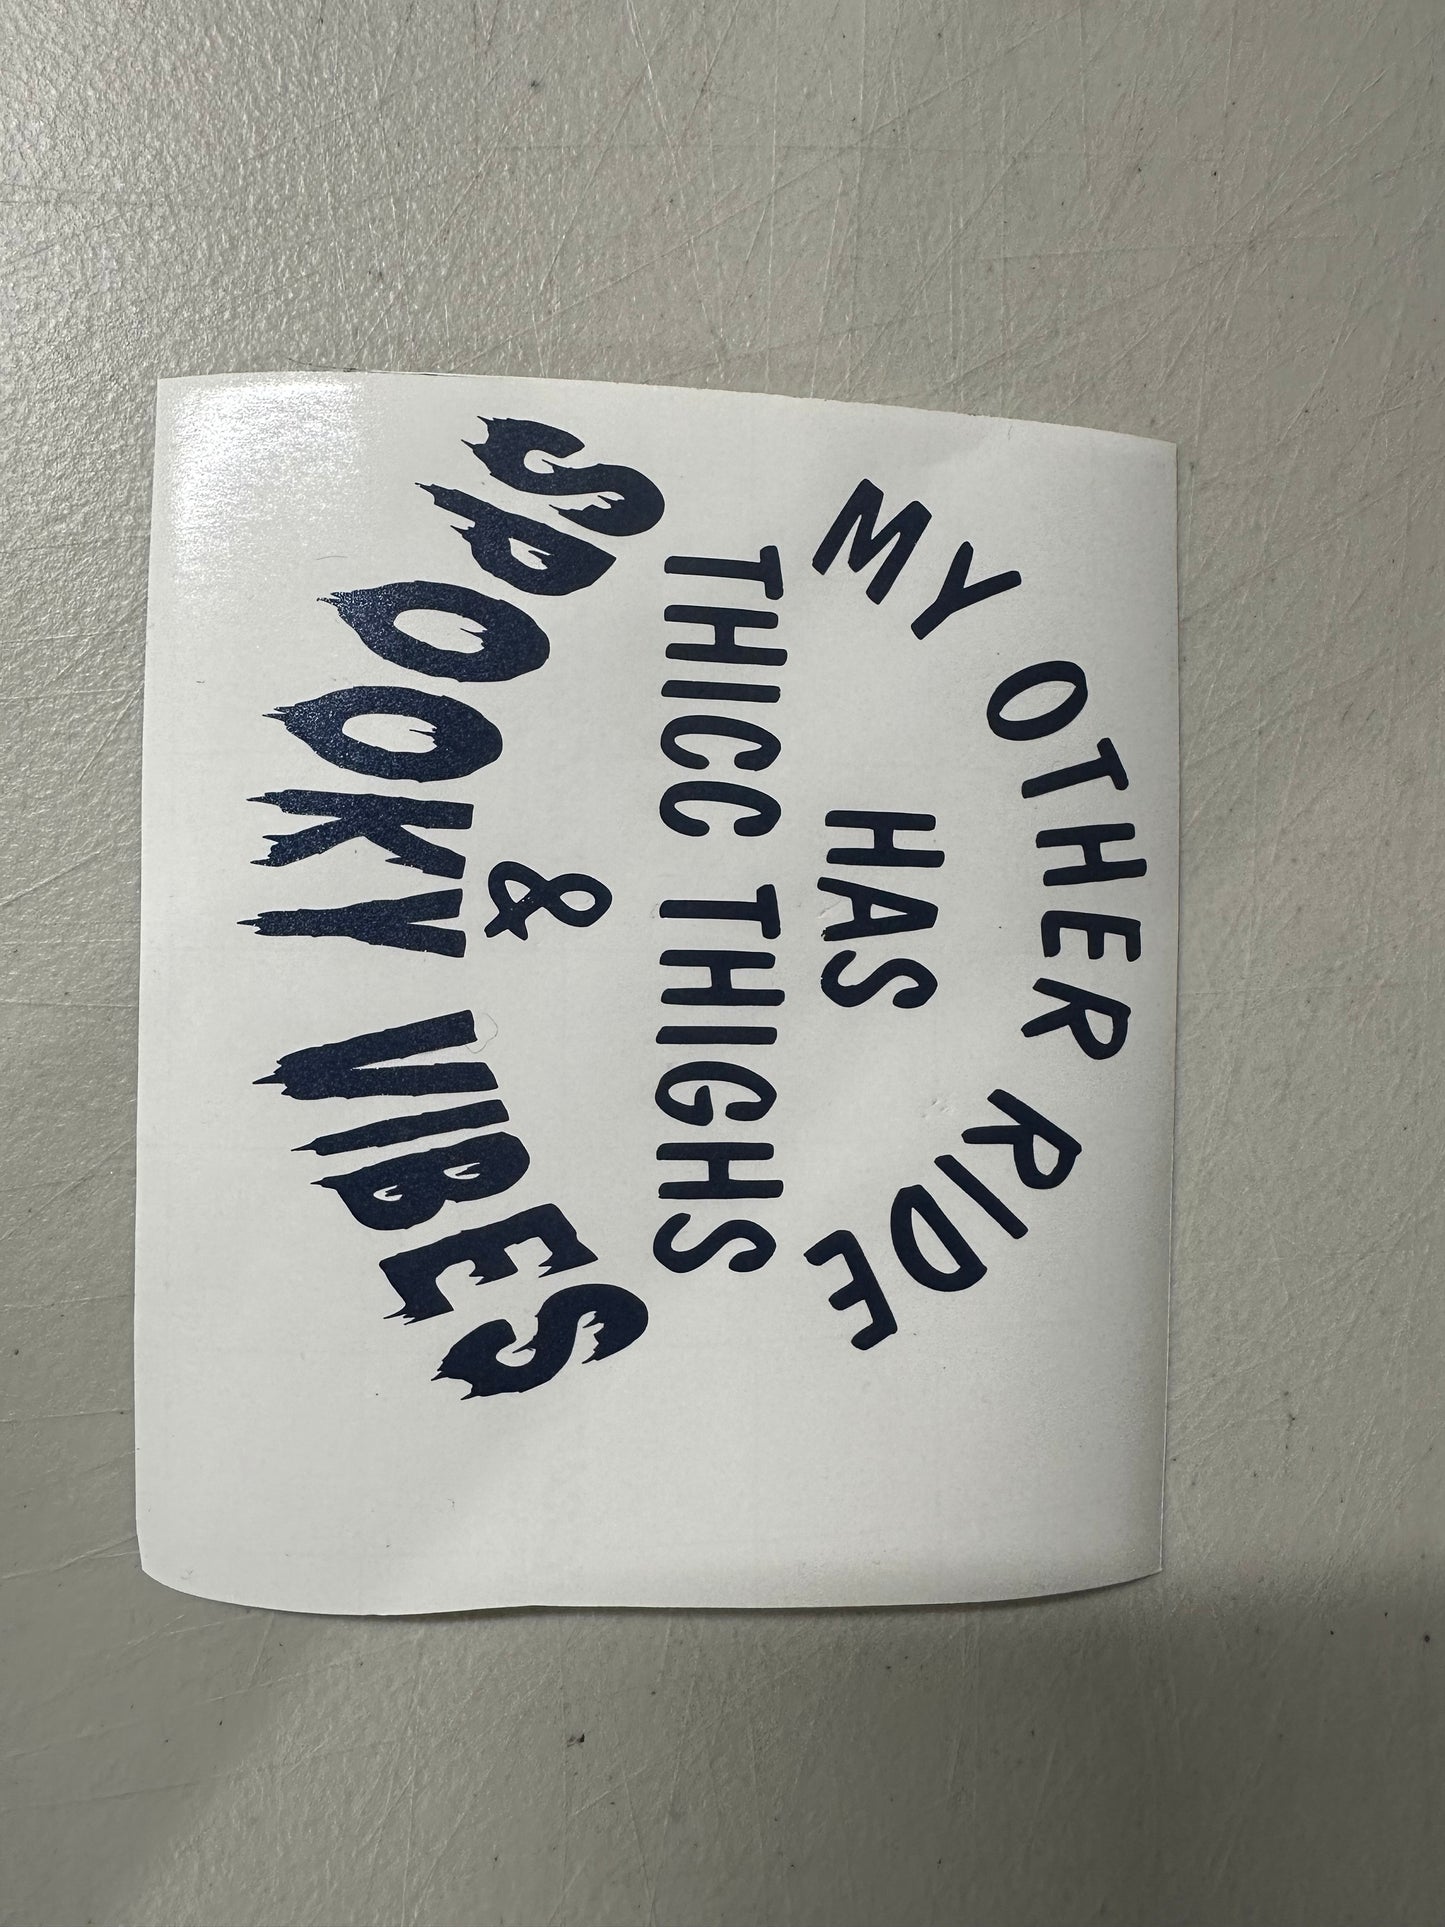 MY OTHER RIDE
HAS
THICC THIGHS
&
SPOOKY VIBES